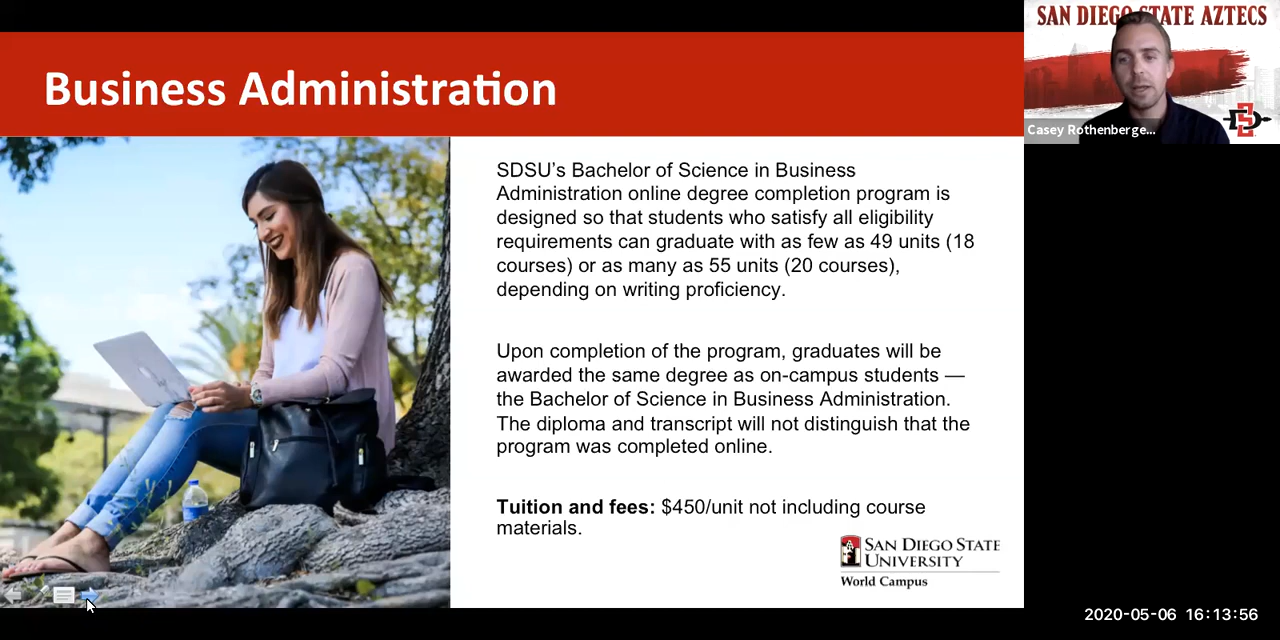 SAN DIEGO STATE AZTECS
Business Administration
Casey Rothenberge...
SDSU’s Bachelor of Science in Business
Administration online degree completion program is
designed so that students who satisfy all eligibility
requirements can graduate with as few as 49 units (18
courses) or as many as 55 units (20 courses),
depending on writing proficiency.
Upon completion of the program, graduates will be
awarded the same degree as on-campus students —
the Bachelor of Science in Business Administration.
The diploma and transcript will not distinguish that the
program was completed online.
Tuition and fees: $450/unit not including course
materials.
SAN DIEGO STATE
UNIVERSITY
World Campus
2020-05-06 16:13:56